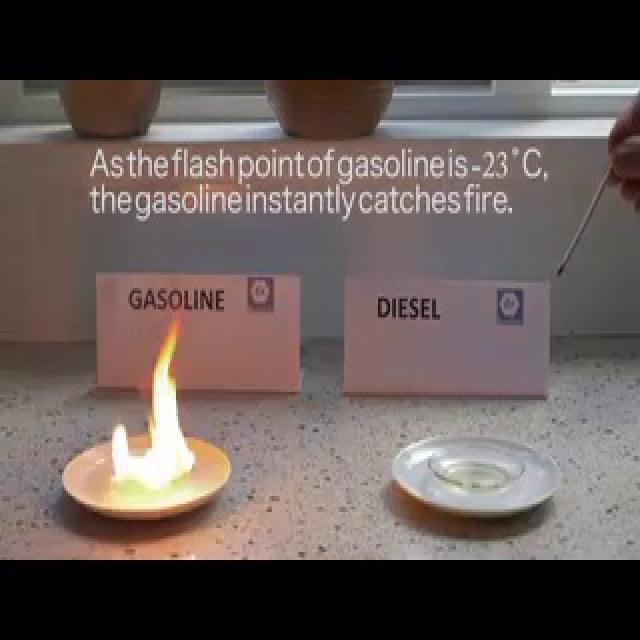 As the flash point of gasoline is -23°C,
the gasoline instantly catches fire.
GASOLINE
DIESEL